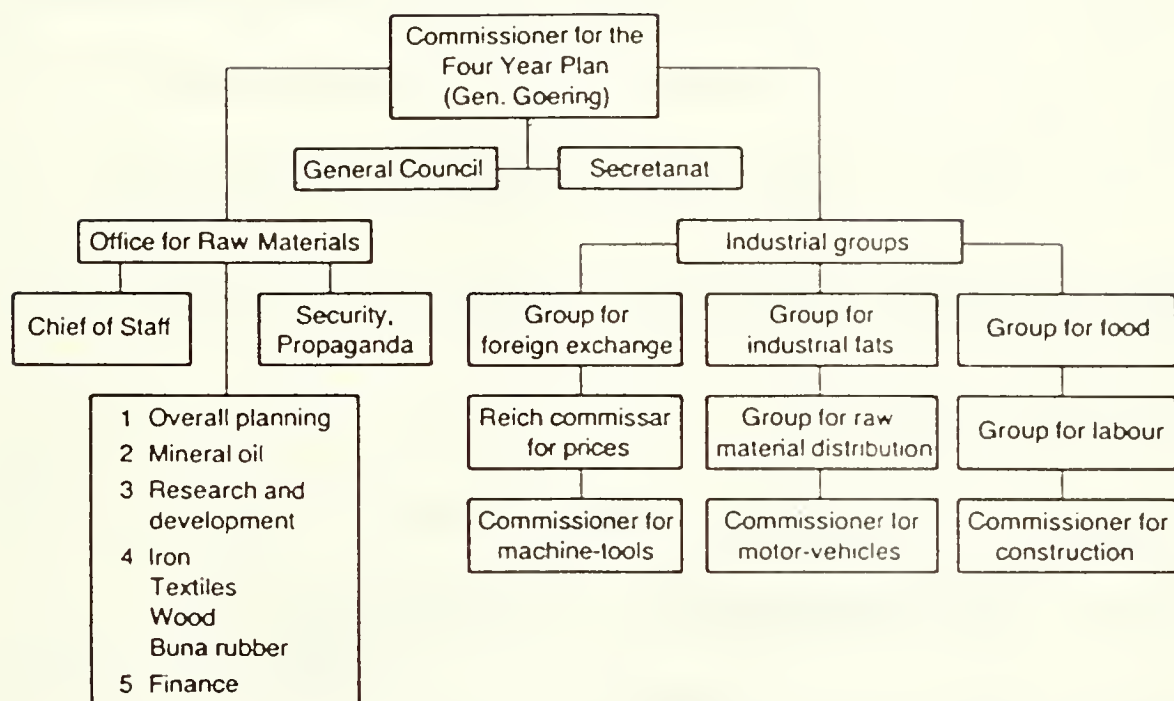 Commissioner for the
Four Year Plan
(Gen. Goering)
General Council
Secretariat
Office for Raw Materials
Industrial groups
Chief of Staff
Security,
Propaganda
Group for
foreign exchange
Group for
industrial fats
Group for food
1 Overall planning
2 Mineral oil
3 Research and
development
4 Iron
Textiles
Wood
Buna rubber
5 Finance
Reich commissar
for prices
Group for raw
material distribution
Group for labour
Commissioner for
machine-tools
Commissioner for
motor-vehicles
Commissioner for
construction